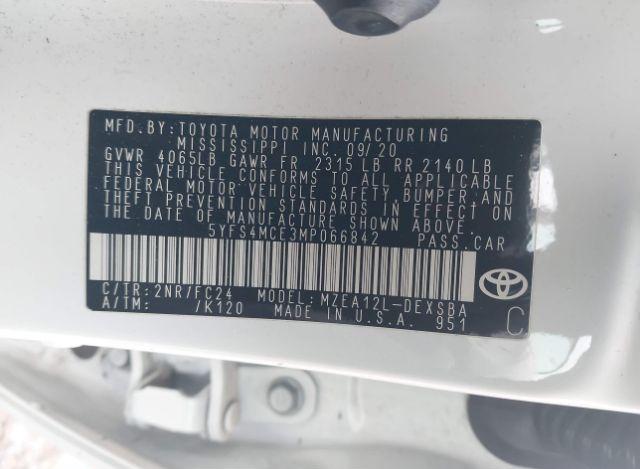 MFD.BY:TOYOTA MOTOR MANUFACTURING
MISSISSIPPI INC. 09/20
GVWR 4065LB GAWR FR 2315 LB RR 2140 LB
THIS VEHICLE CONFORMS TO ALL APPLICABLE
FEDERAL MOTOR VEHICLE SAFETY, BUMPER, AND
THEFT PREVENTION STANDARDS IN EFFECT ON
THE DATE OF MANUFACTURE SHOWN ABOVE.
5YFS4MCE3MP066842 PASS.CAR
C/TR:2NR/FC24 MODEL:MZEA12L-DEXSBA
A/TM: /K120 MADE IN U.S.A. 951
C